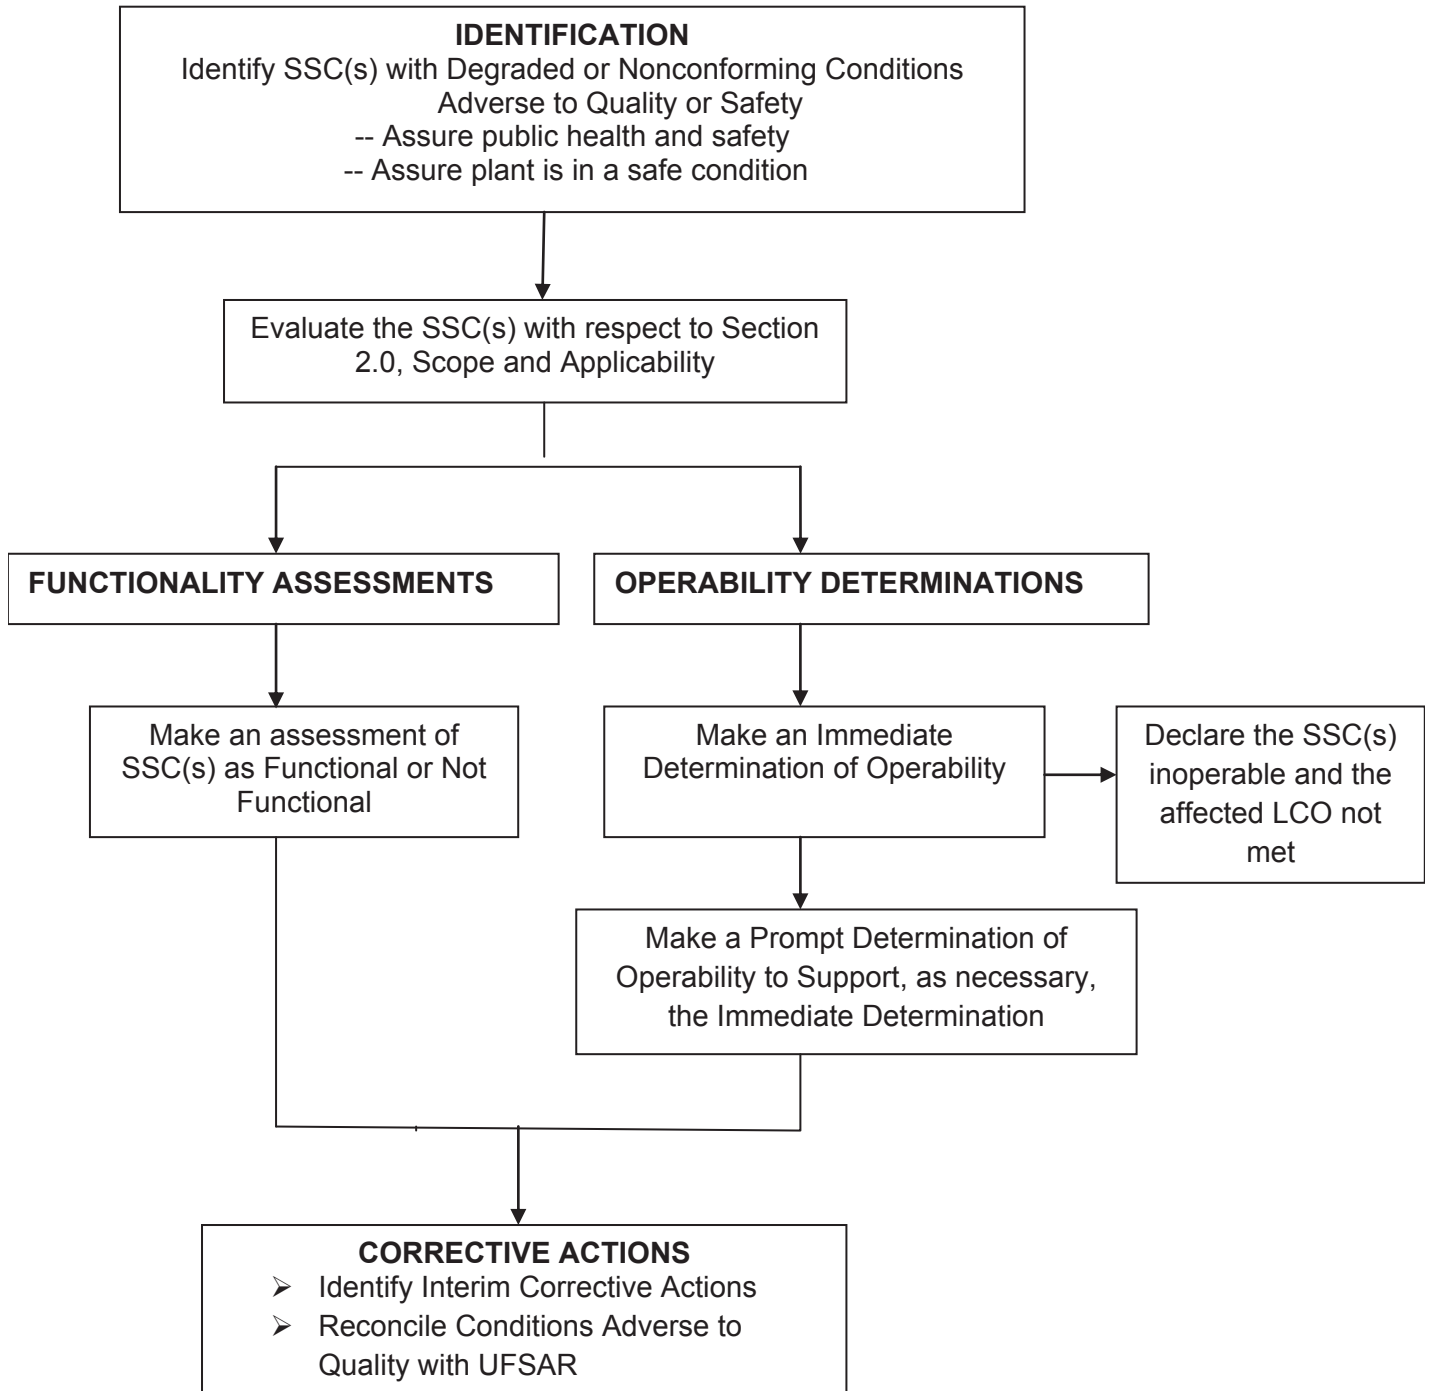 IDENTIFICATION
Identify SSC(s) with Degraded or Nonconforming Conditions
Adverse to Quality or Safety
-- Assure public health and safety
-- Assure plant is in a safe condition
Evaluate the SSC(s) with respect to Section
2.0, Scope and Applicability
FUNCTIONALITY ASSESSMENTS
OPERABILITY DETERMINATIONS
Make an assessment of
SSC(s) as Functional or Not
Functional
Make an Immediate
Determination of Operability
Declare the SSC(s)
inoperable and the
affected LCO not
met
Make a Prompt Determination of
Operability to Support, as necessary,
the Immediate Determination
CORRECTIVE ACTIONS
➢ Identify Interim Corrective Actions
➢ Reconcile Conditions Adverse to
Quality with UFSAR